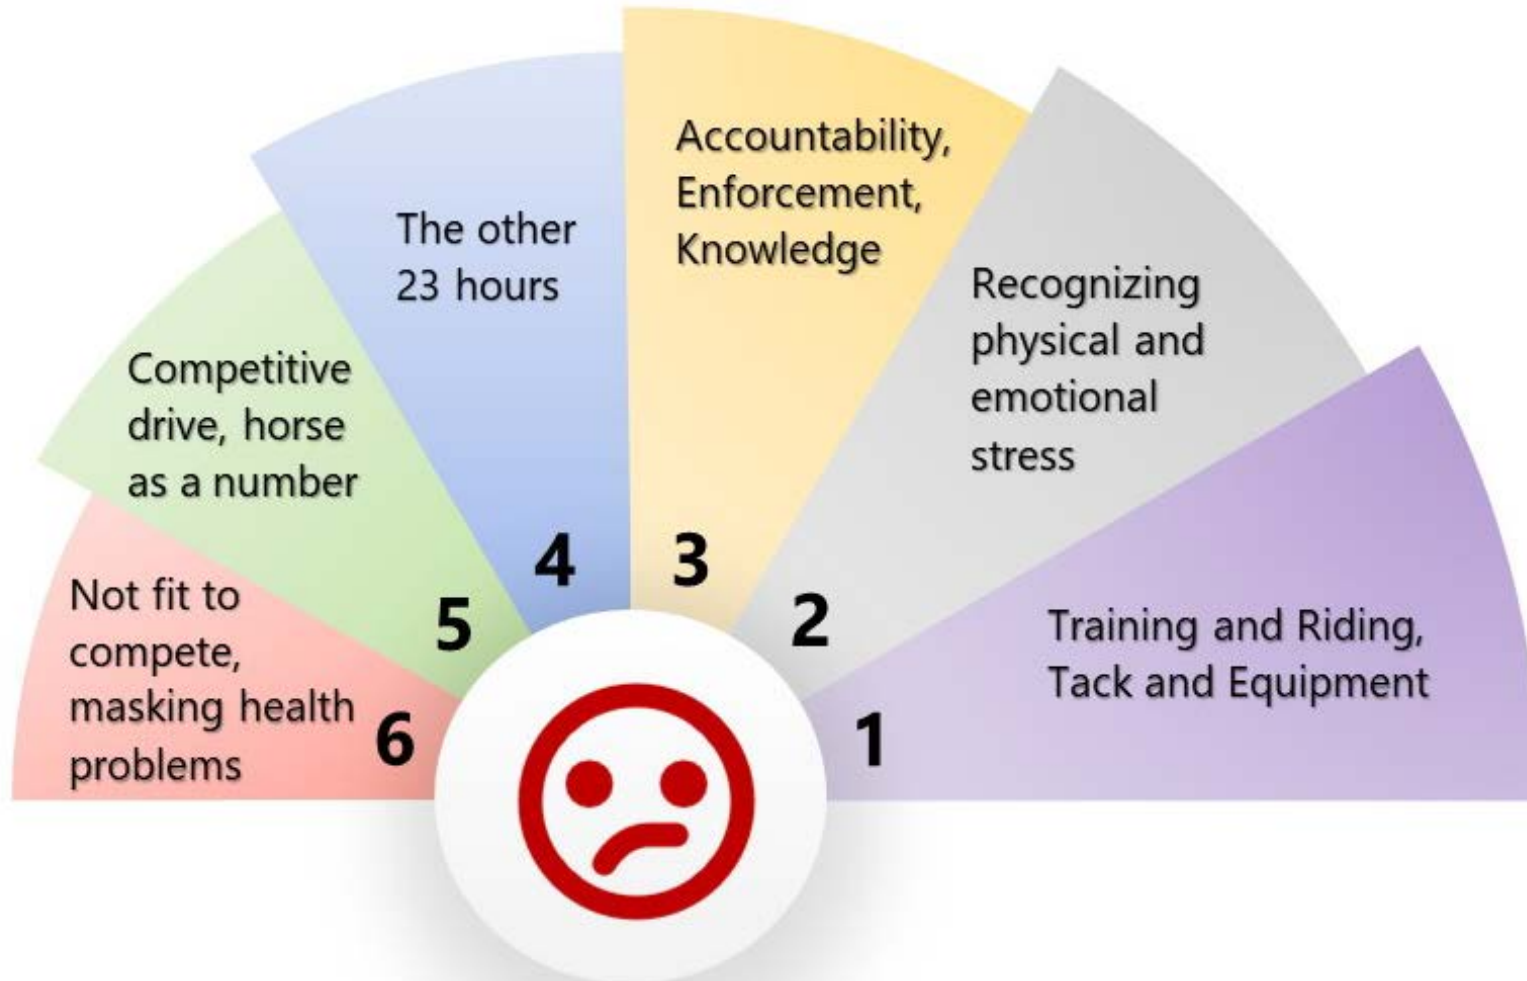 Accountability,
Enforcement,
Knowledge
3
The other
23 hours
4
Recognizing
physical and
emotional
stress
2
Competitive
drive, horse
as a number
5
Not fit to
compete,
masking health
problems
6
Training and Riding,
Tack and Equipment
1